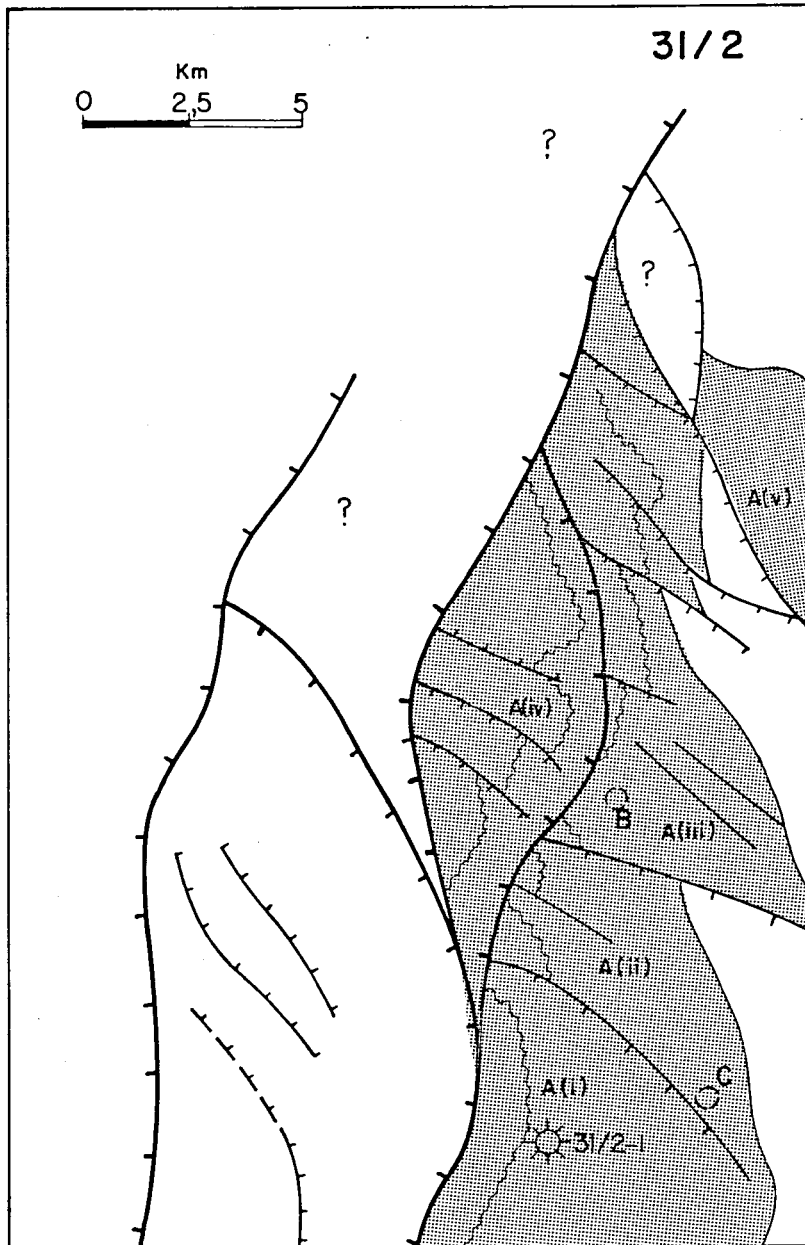 31/2
Km
0 2,5 5
?
?
?
A(v)
A(iv)
B
A(iii)
A(ii)
A(i)
C
31/2-1